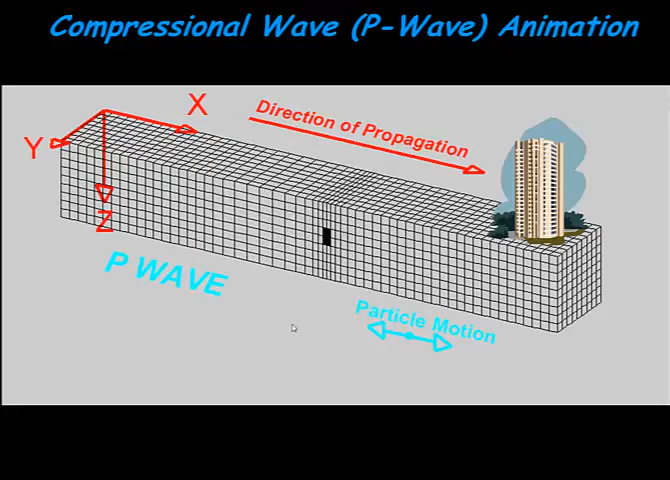 Compressional Wave (P-Wave) Animation
X
Direction of Propagation
Y
Z
P WAVE
Particle Motion